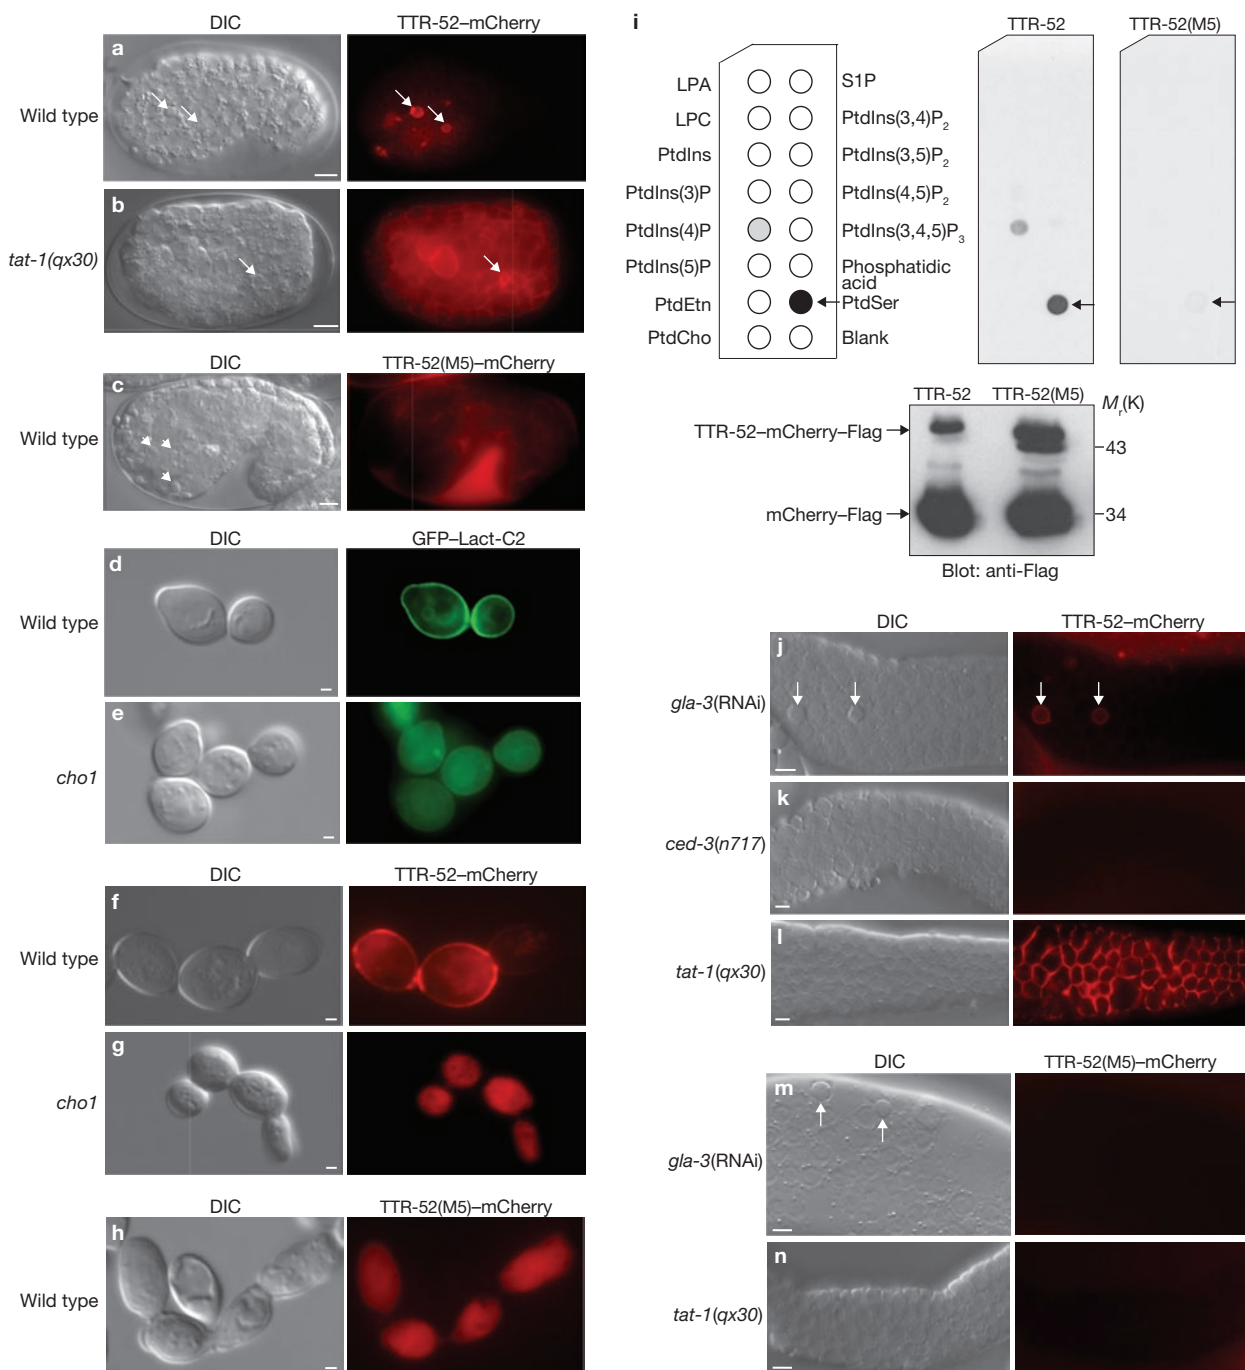 DIC TTR-52–mCherry
a
Wild type
b
tat-1(qx30)
DIC TTR-52(M5)–mCherry
c
Wild type
DIC GFP–Lact-C2
d
Wild type
e
cho1
DIC TTR-52–mCherry
f
Wild type
g
cho1
DIC TTR-52(M5)–mCherry
h
Wild type
i
TTR-52 TTR-52(M5)
LPA S1P
LPC PtdIns(3,4)P2
PtdIns PtdIns(3,5)P2
PtdIns(3)P PtdIns(4,5)P2
PtdIns(4)P PtdIns(3,4,5)P3
PtdIns(5)P Phosphatidic
acid
PtdEtn PtdSer
PtdCho Blank
TTR-52 TTR-52(M5) Mr(K)
TTR-52–mCherry–Flag
43
mCherry–Flag 34
Blot: anti-Flag
DIC TTR-52–mCherry
j
gla-3(RNAi)
k
ced-3(n717)
l
tat-1(qx30)
DIC TTR-52(M5)–mCherry
m
gla-3(RNAi)
n
tat-1(qx30)